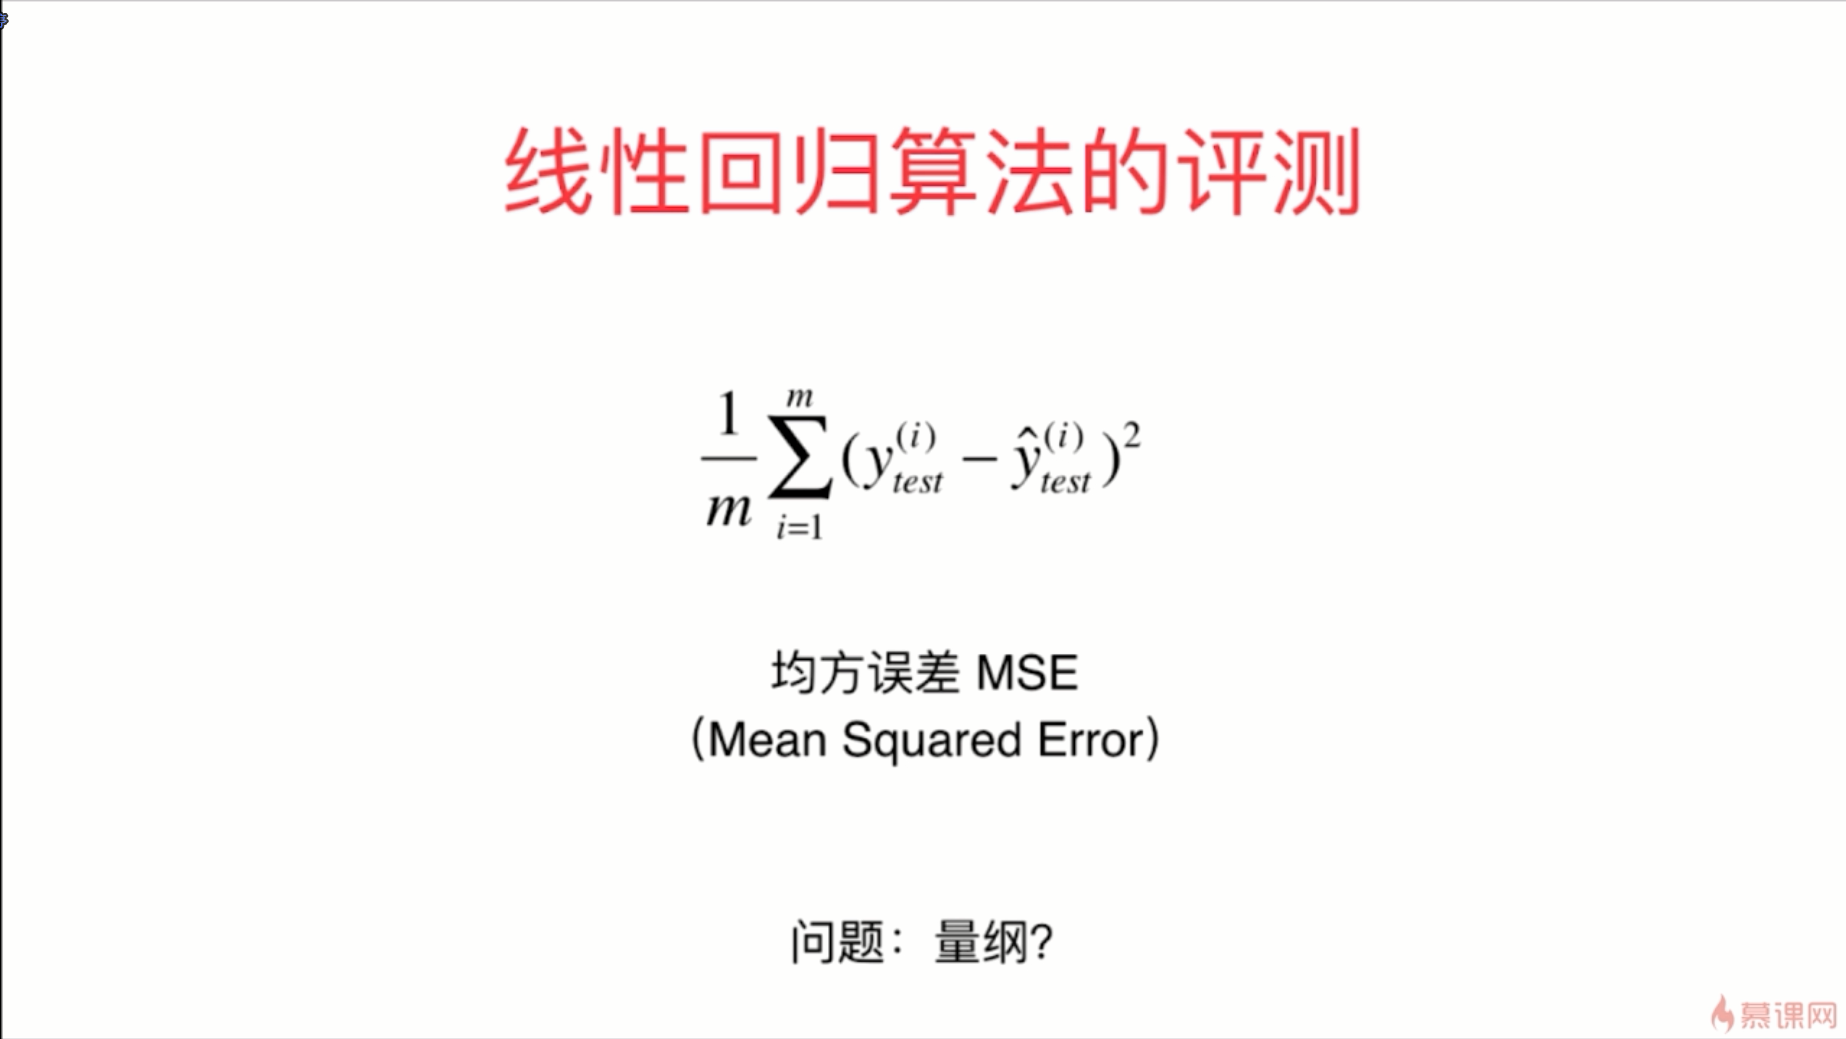 线性回归算法的评测
\frac{1}{m}\sum_{i=1}^{m}(y_{test}^{(i)} - \hat{y}_{test}^{(i)})^2
均方误差 MSE
（Mean Squared Error）
问题：量纲？
慕课网